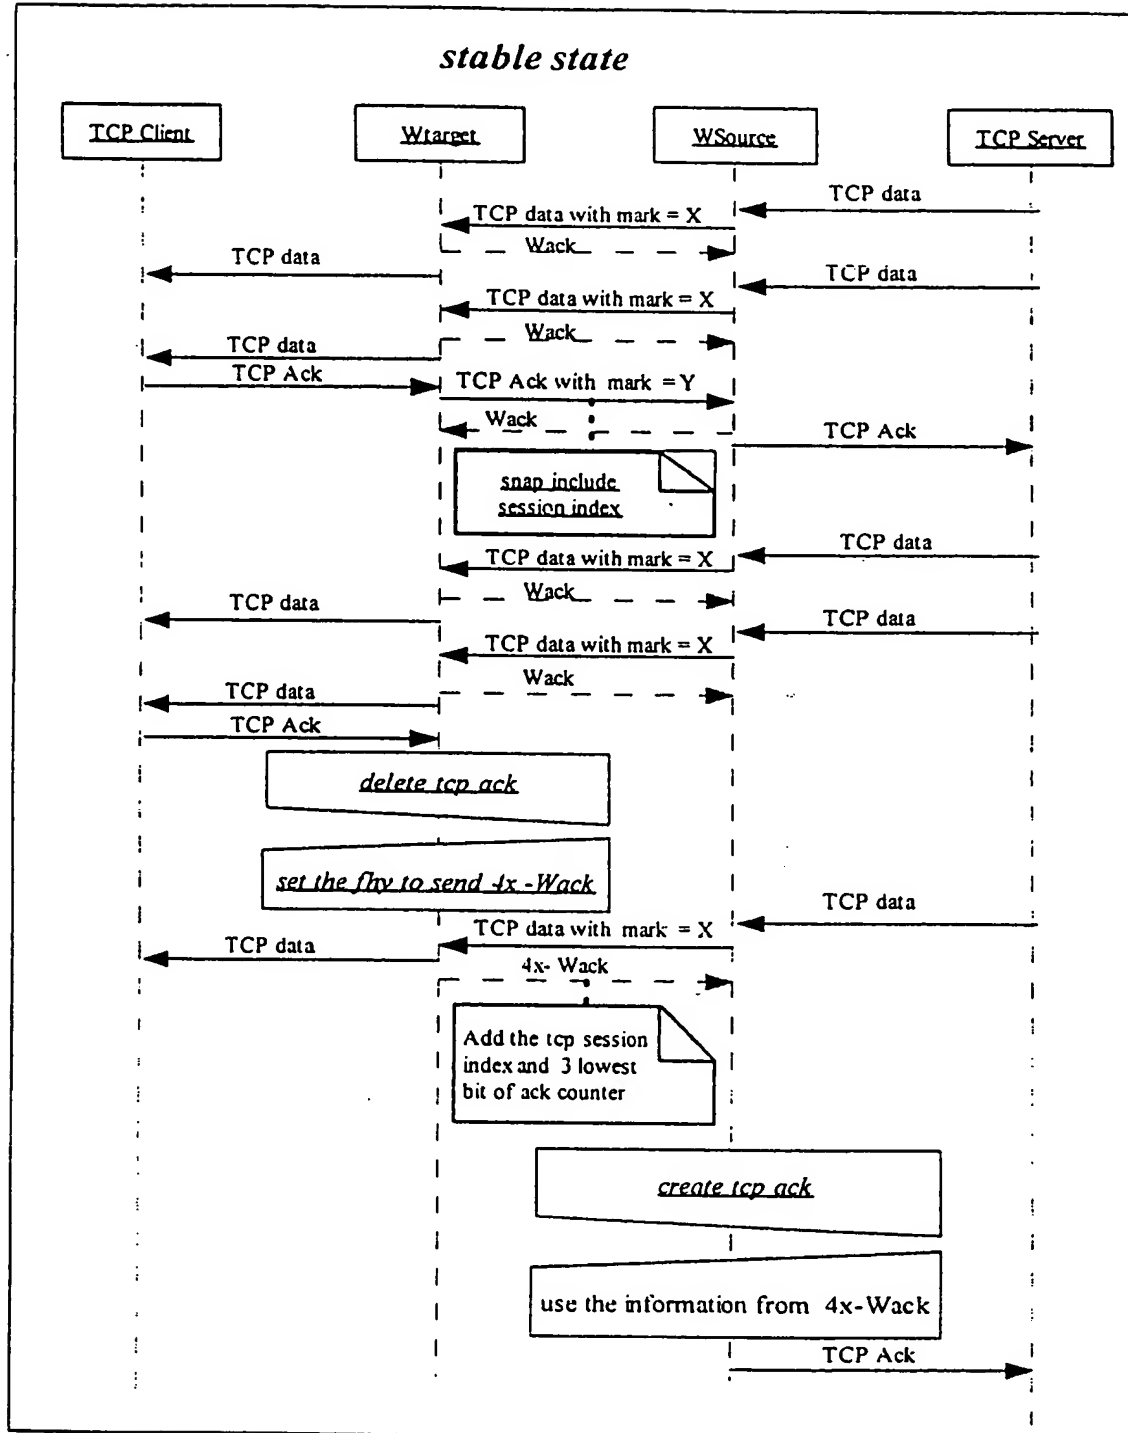 stable state
TCP Client
Wtarget
WSource
TCP Server
TCP data
TCP data with mark = X
Wack
TCP data
TCP data
TCP data with mark = X
Wack
TCP data
TCP Ack
TCP Ack with mark = Y
Wack
TCP Ack
snap include
session index
TCP data
TCP data with mark = X
Wack
TCP data
TCP data
TCP data with mark = X
Wack
TCP data
TCP Ack
delete tcp ack
set the fhy to send 4x -Wack
TCP data
TCP data with mark = X
TCP data
4x- Wack
Add the tcp session
index and 3 lowest
bit of ack counter
create tcp ack
use the information from 4x-Wack
TCP Ack